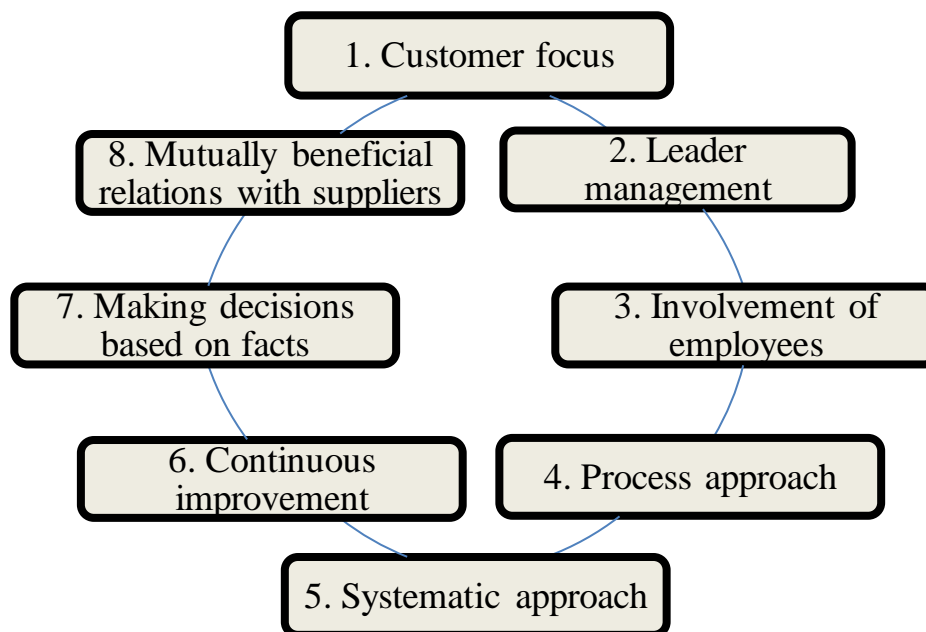 1. Customer focus
2. Leader
management
3. Involvement of
employees
4. Process approach
5. Systematic approach
6. Continuous
improvement
7. Making decisions
based on facts
8. Mutually beneficial
relations with suppliers